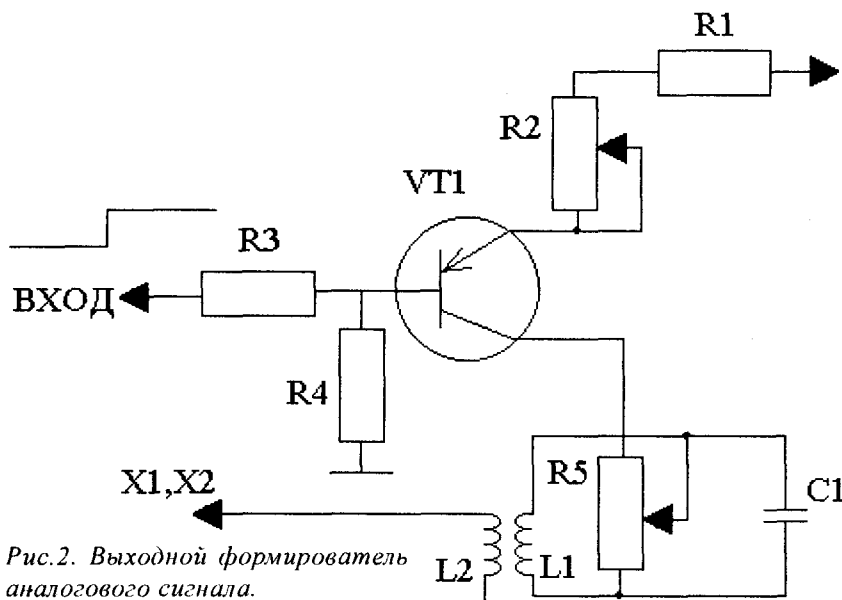 R1
R2
VT1
R3
ВХОД
R4
X1,X2
R5
C1
L2
L1
Рис.2. Выходной формирователь
аналогового сигнала.